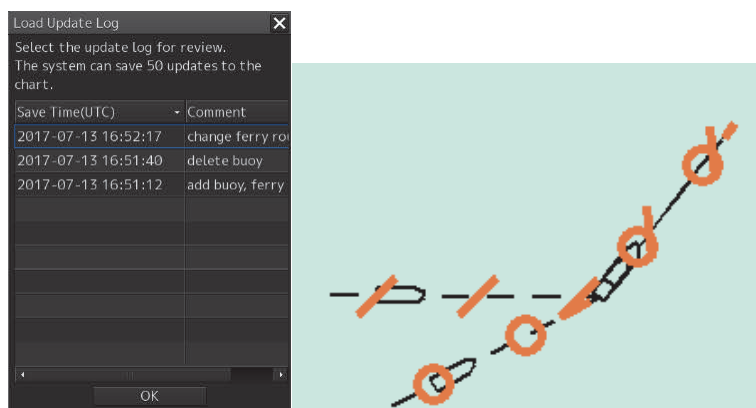 Load Update Log
Select the update log for review.
The system can save 50 updates to the
chart.
Save Time(UTC) Comment
2017-07-13 16:52:17 change ferry rou
2017-07-13 16:51:40 delete buoy
2017-07-13 16:51:12 add buoy, ferry
OK